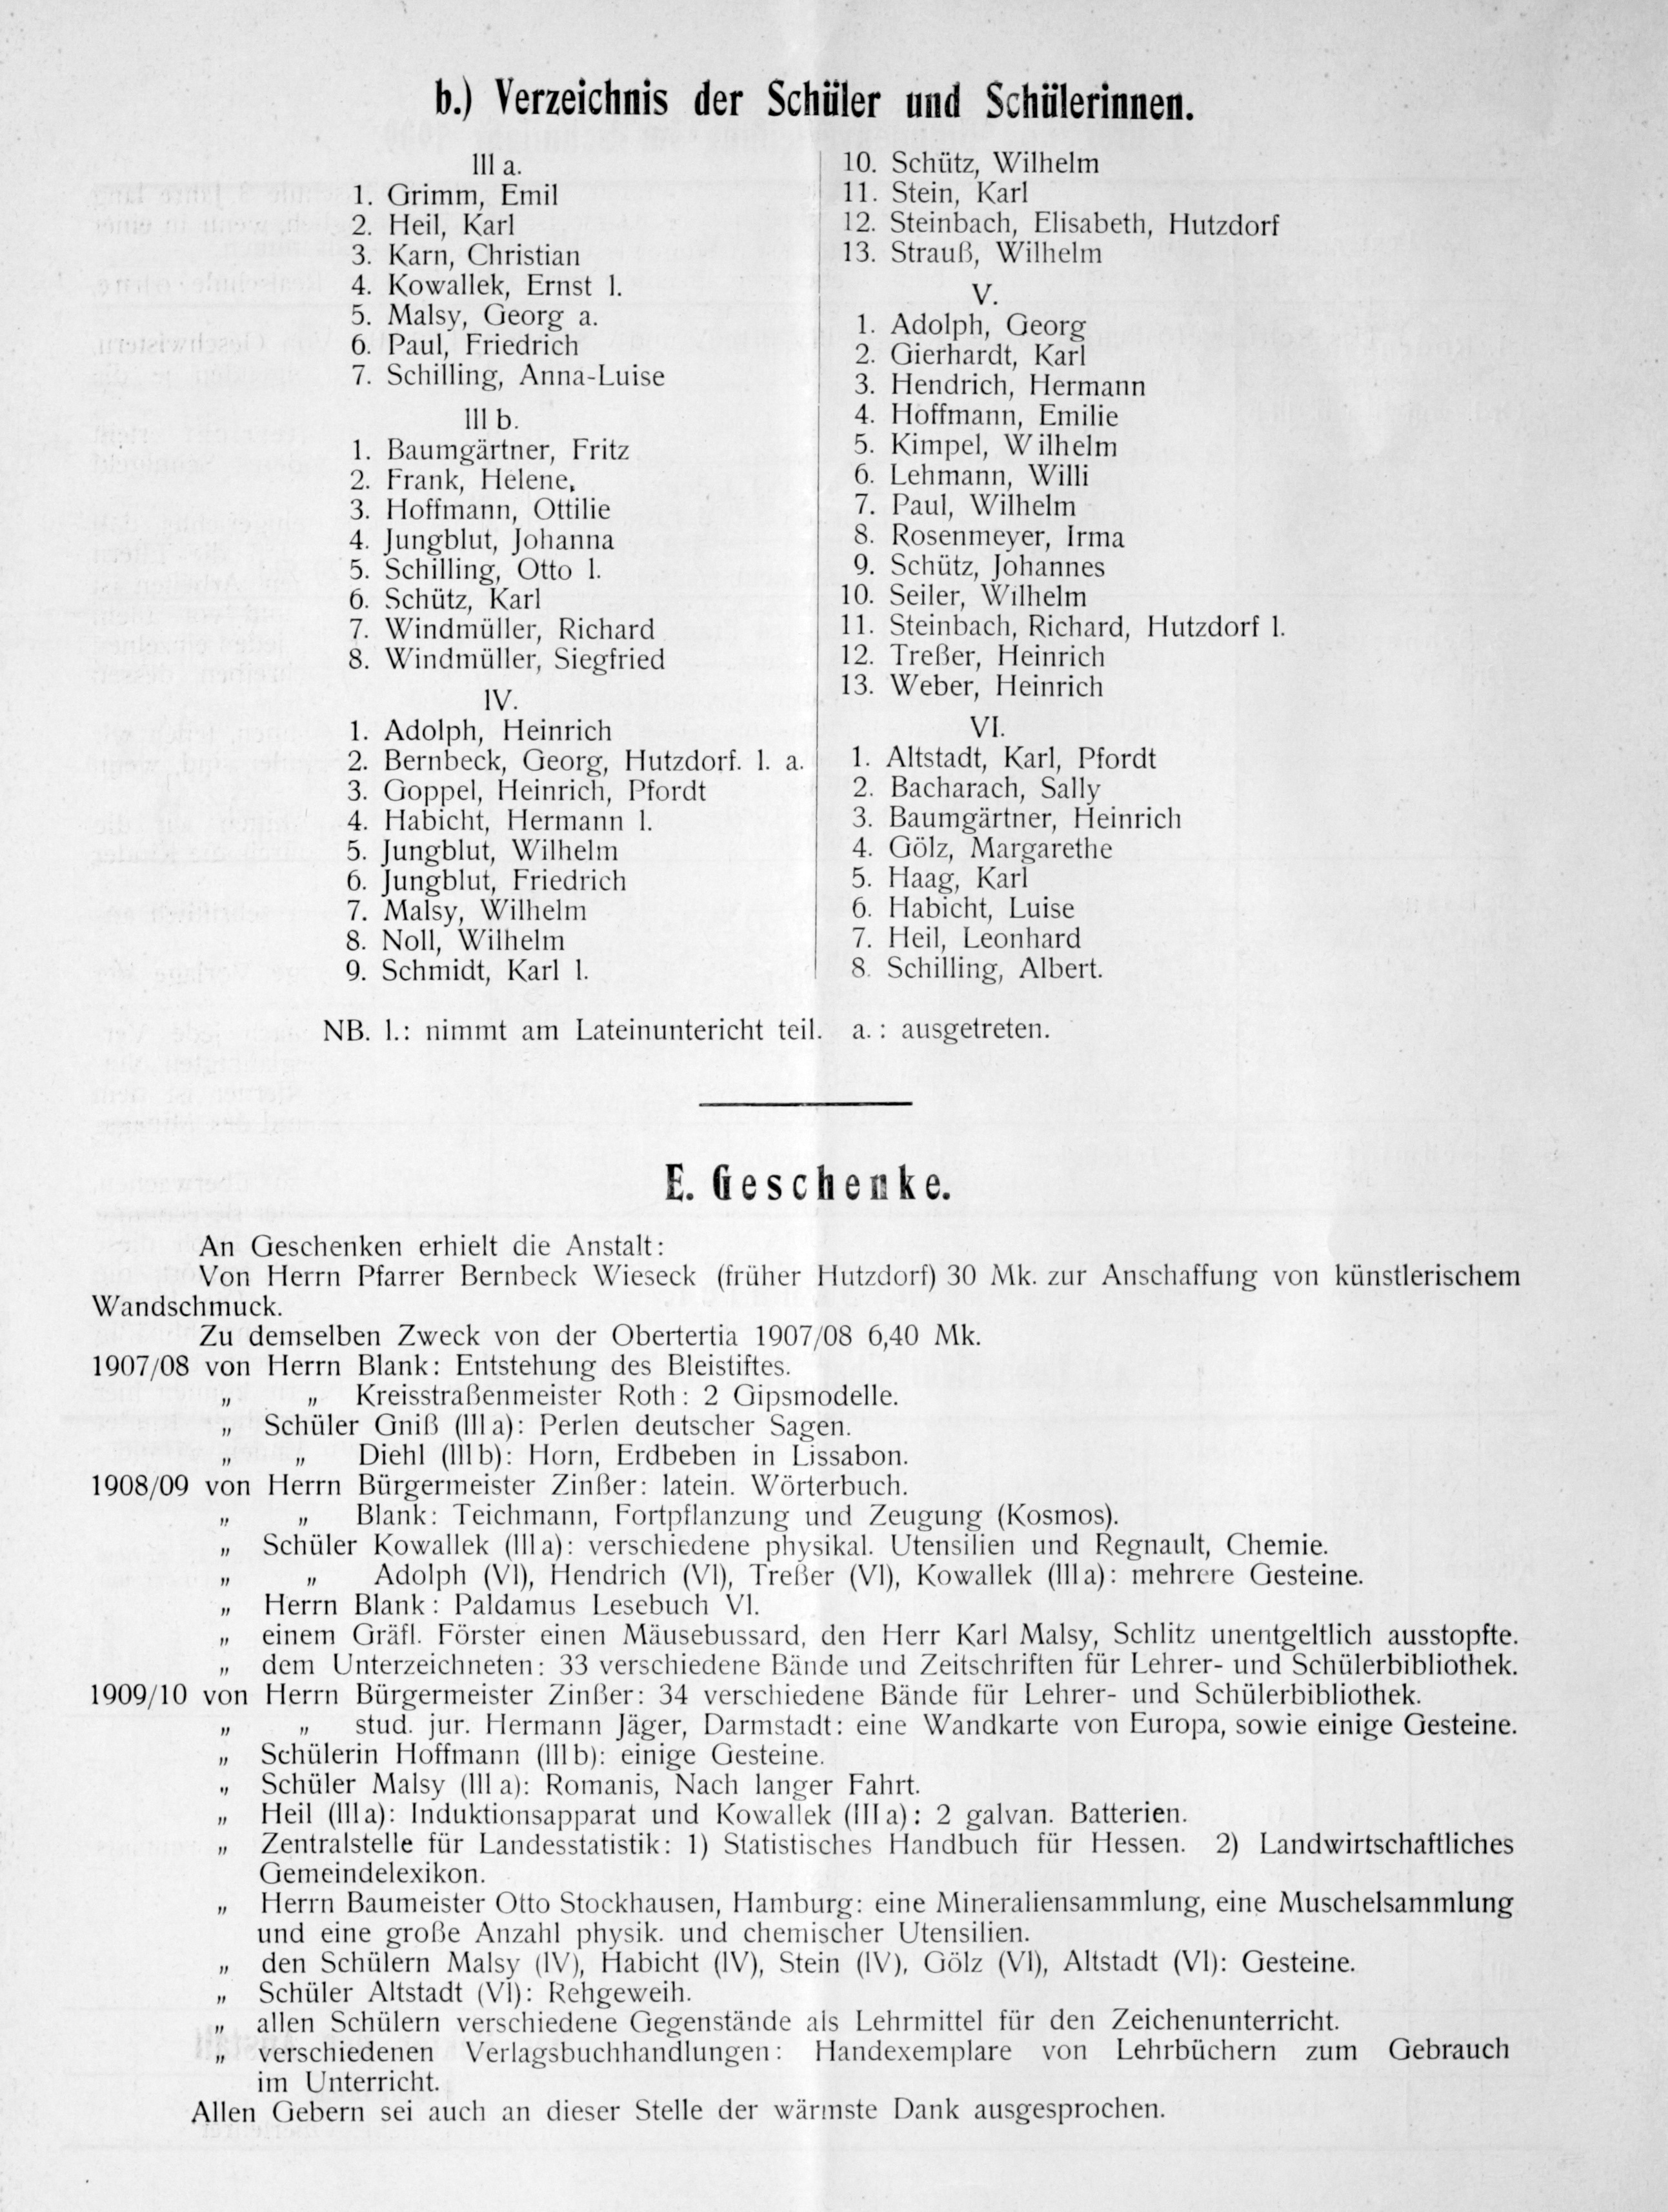 b.) Verzeichnis der Schüler und Schülerinnen.
III a.
1. Grimm, Emil
2. Heil, Karl
3. Karn, Christian
4. Kowallek, Ernst l.
5. Malsy, Georg a.
6. Paul, Friedrich
7. Schilling, Anna-Luise
III b.
1. Baumgärtner, Fritz
2. Frank, Helene.
3. Hoffmann, Ottilie
4. Jungblut, Johanna
5. Schilling, Otto l.
6. Schütz, Karl
7. Windmüller, Richard
8. Windmüller, Siegfried
IV.
1. Adolph, Heinrich
2. Bernbeck, Georg, Hutzdorf. l. a.
3. Goppel, Heinrich, Pfordt
4. Habicht, Hermann l.
5. Jungblut, Wilhelm
6. Jungblut, Friedrich
7. Malsy, Wilhelm
8. Noll, Wilhelm
9. Schmidt, Karl l.
10. Schütz, Wilhelm
11. Stein, Karl
12. Steinbach, Elisabeth, Hutzdorf
13. Strauß, Wilhelm
V.
1. Adolph, Georg
2. Gierhardt, Karl
3. Hendrich, Hermann
4. Hoffmann, Emilie
5. Kimpel, Wilhelm
6. Lehmann, Willi
7. Paul, Wilhelm
8. Rosenmeyer, Irma
9. Schütz, Johannes
10. Seiler, Wilhelm
11. Steinbach, Richard, Hutzdorf l.
12. Treßer, Heinrich
13. Weber, Heinrich
VI.
1. Altstadt, Karl, Pfordt
2. Bacharach, Sally
3. Baumgärtner, Heinrich
4. Gölz, Margarethe
5. Haag, Karl
6. Habicht, Luise
7. Heil, Leonhard
8. Schilling, Albert.
NB. l.: nimmt am Lateinuntericht teil. a.: ausgetreten.
E. Geschenke.
An Geschenken erhielt die Anstalt:
Von Herrn Pfarrer Bernbeck Wieseck (früher Hutzdorf) 30 Mk. zur Anschaffung von künstlerischem
Wandschmuck.
Zu demselben Zweck von der Obertertia 1907/08 6,40 Mk.
1907/08 von Herrn Blank: Entstehung des Bleistiftes.
„ „ Kreisstraßenmeister Roth: 2 Gipsmodelle.
„ Schüler Gniß (III a): Perlen deutscher Sagen.
„ „ Diehl (III b): Horn, Erdbeben in Lissabon.
1908/09 von Herrn Bürgermeister Zinßer: latein. Wörterbuch.
„ „ Blank: Teichmann, Fortpflanzung und Zeugung (Kosmos).
„ Schüler Kowallek (III a): verschiedene physikal. Utensilien und Regnault, Chemie.
„ „ Adolph (VI), Hendrich (VI), Treßer (VI), Kowallek (III a): mehrere Gesteine.
„ Herrn Blank: Paldamus Lesebuch VI.
„ einem Gräfl. Förster einen Mäusebussard, den Herr Karl Malsy, Schlitz unentgeltlich ausstopfte.
„ dem Unterzeichneten: 33 verschiedene Bände und Zeitschriften für Lehrer- und Schülerbibliothek.
1909/10 von Herrn Bürgermeister Zinßer: 34 verschiedene Bände für Lehrer- und Schülerbibliothek.
„ „ stud. jur. Hermann Jäger, Darmstadt: eine Wandkarte von Europa, sowie einige Gesteine.
„ Schülerin Hoffmann (III b): einige Gesteine.
„ Schüler Malsy (III a): Romanis, Nach langer Fahrt.
„ Heil (III a): Induktionsapparat und Kowallek (III a): 2 galvan. Batterien.
„ Zentralstelle für Landesstatistik: 1) Statistisches Handbuch für Hessen. 2) Landwirtschaftliches
Gemeindelexikon.
„ Herrn Baumeister Otto Stockhausen, Hamburg: eine Mineraliensammlung, eine Muschelsammlung
und eine große Anzahl physik. und chemischer Utensilien.
„ den Schülern Malsy (IV), Habicht (IV), Stein (IV), Gölz (VI), Altstadt (VI): Gesteine.
„ Schüler Altstadt (VI): Rehgeweih.
„ allen Schülern verschiedene Gegenstände als Lehrmittel für den Zeichenunterricht.
„ verschiedenen Verlagsbuchhandlungen: Handexemplare von Lehrbüchern zum Gebrauch
im Unterricht.
Allen Gebern sei auch an dieser Stelle der wärmste Dank ausgesprochen.